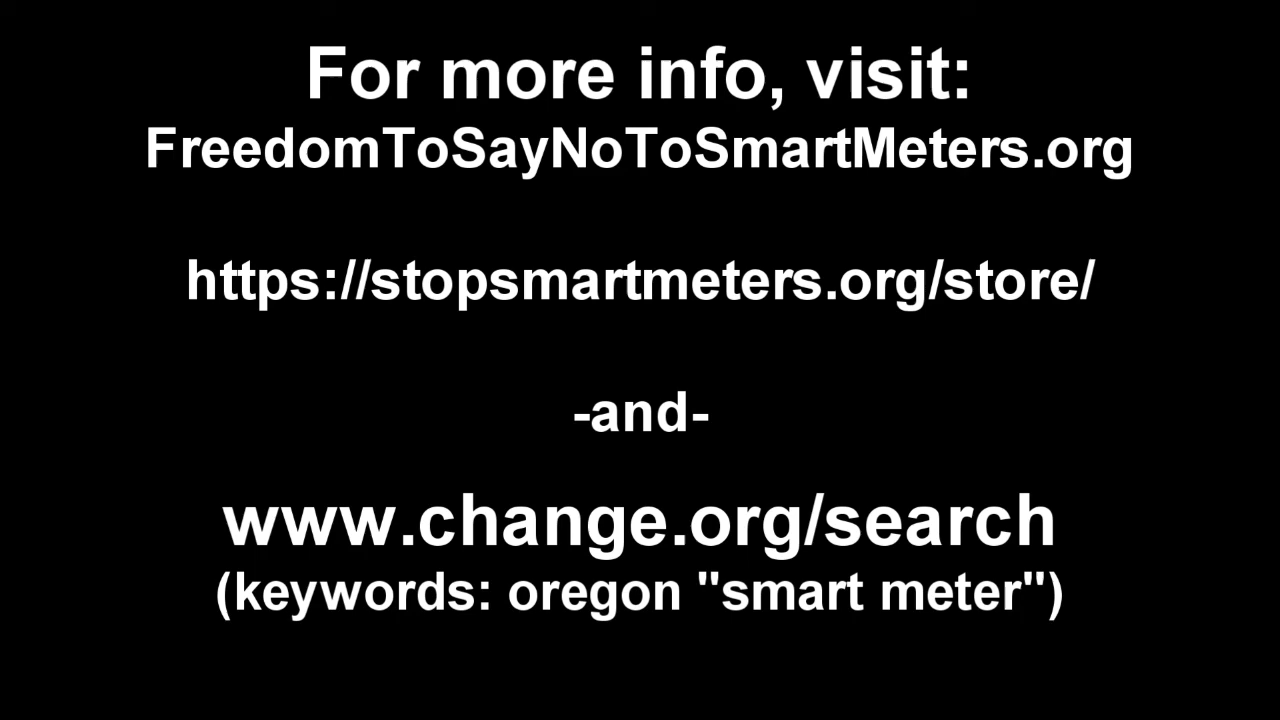 For more info, visit:
FreedomToSayNoToSmartMeters.org
https://stopsmartmeters.org/store/
-and-
www.change.org/search
(keywords: oregon "smart meter")